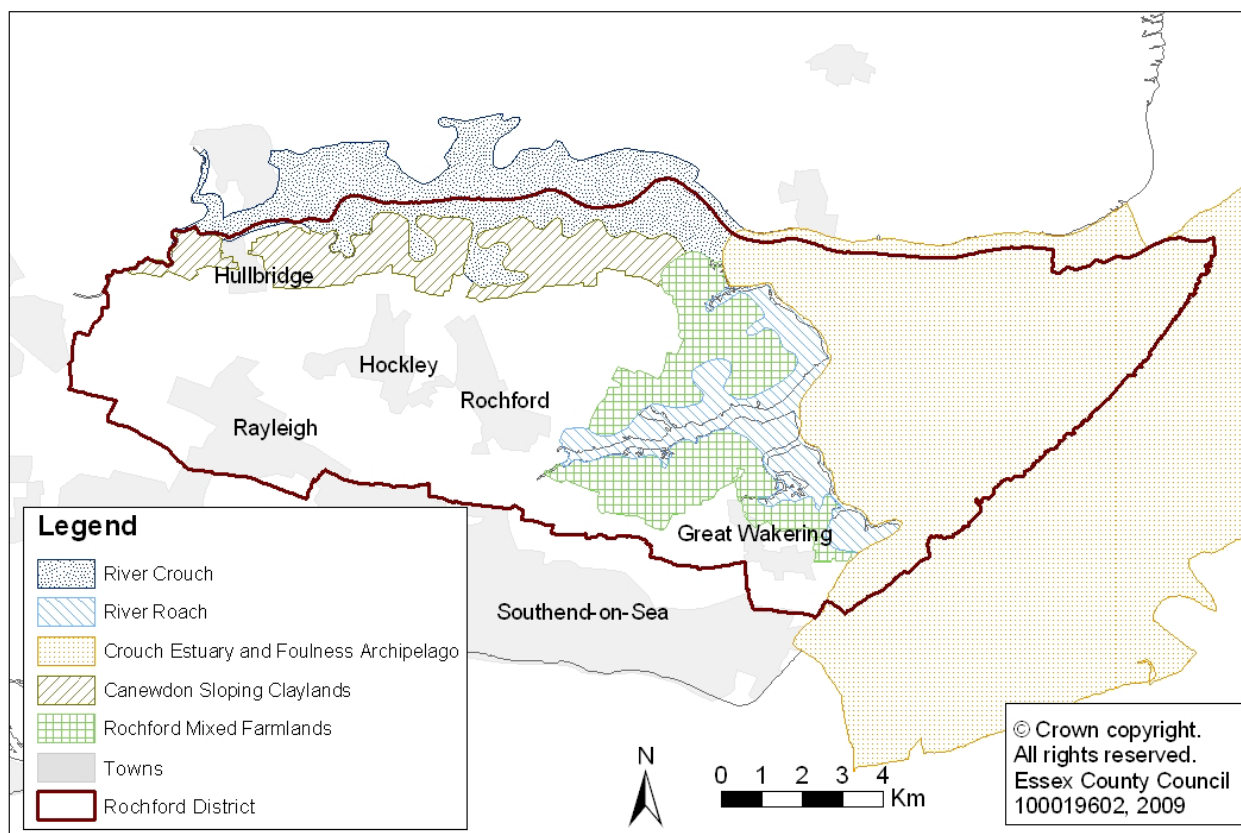 Hullbridge
Hockley
Rochford
Rayleigh
Great Wakering
Southend-on-Sea
Legend
River Crouch
River Roach
Crouch Estuary and Foulness Archipelago
Canewdon Sloping Claylands
Rochford Mixed Farmlands
Towns
Rochford District
N
0 1 2 3 4
Km
© Crown copyright.
All rights reserved.
Essex County Council
100019602, 2009